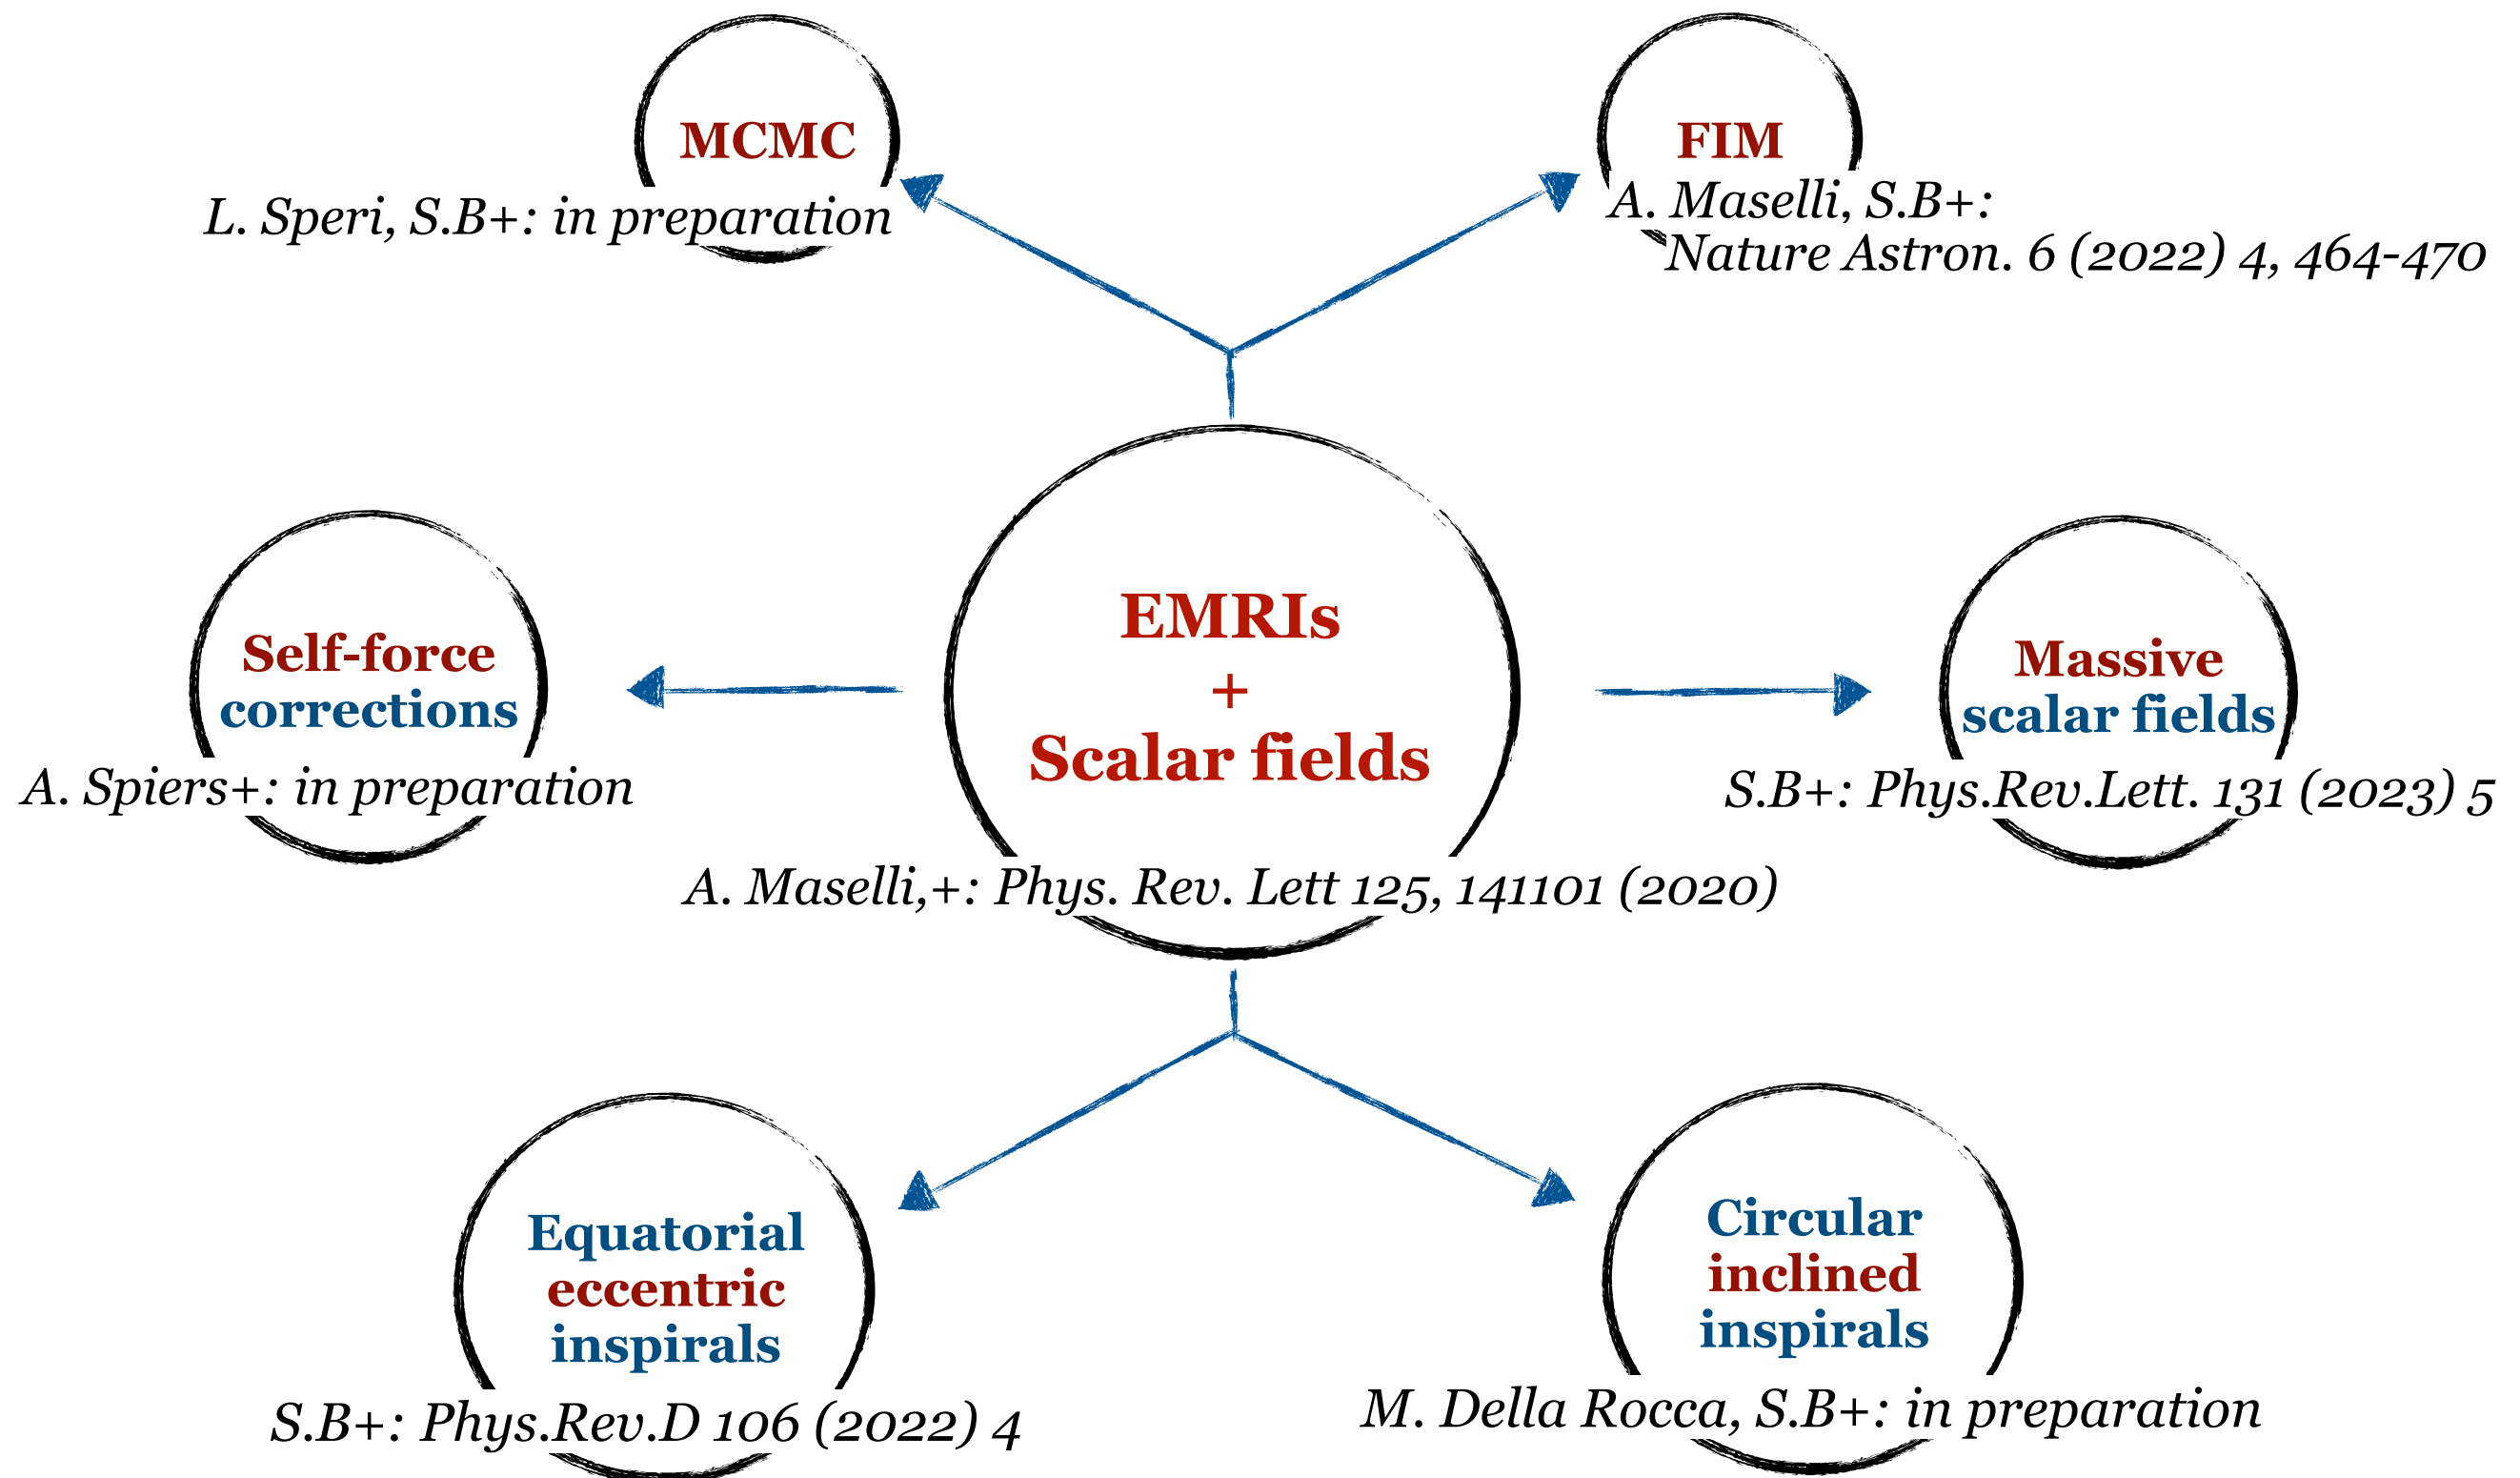 MCMC
L. Speri, S.B+: in preparation
FIM
A. Maselli, S.B+:
Nature Astron. 6 (2022) 4, 464-470
Self-force
corrections
A. Spiers+: in preparation
EMRIs
+
Scalar fields
A. Maselli,+: Phys. Rev. Lett 125, 141101 (2020)
Massive
scalar fields
S.B+: Phys.Rev.Lett. 131 (2023) 5
Equatorial
eccentric
inspirals
S.B+: Phys.Rev.D 106 (2022) 4
Circular
inclined
inspirals
M. Della Rocca, S.B+: in preparation